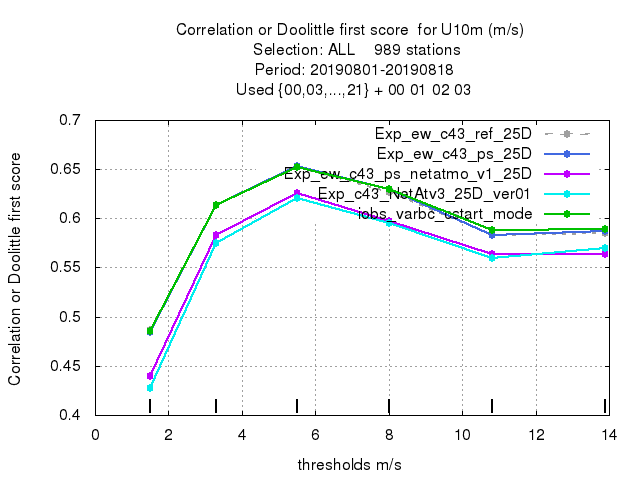 Correlation or Doolittle first score  for U10m (m/s)
Selection: ALL    989 stations
Period: 20190801-20190818
Used {00,03,...,21} + 00 01 02 03
Correlation or Doolittle first score
0.7
0.65
0.6
0.55
0.5
0.45
0.4
Exp_ew_c43_ref_25D
Exp_ew_c43_ps_25D
Exp_ew_c43_ps_netatmo_v1_25D
Exp_c43_NetAtv3_25D_ver01
iobs_varbc_cstart_mode
0 2 4 6 8 10 12 14
thresholds m/s